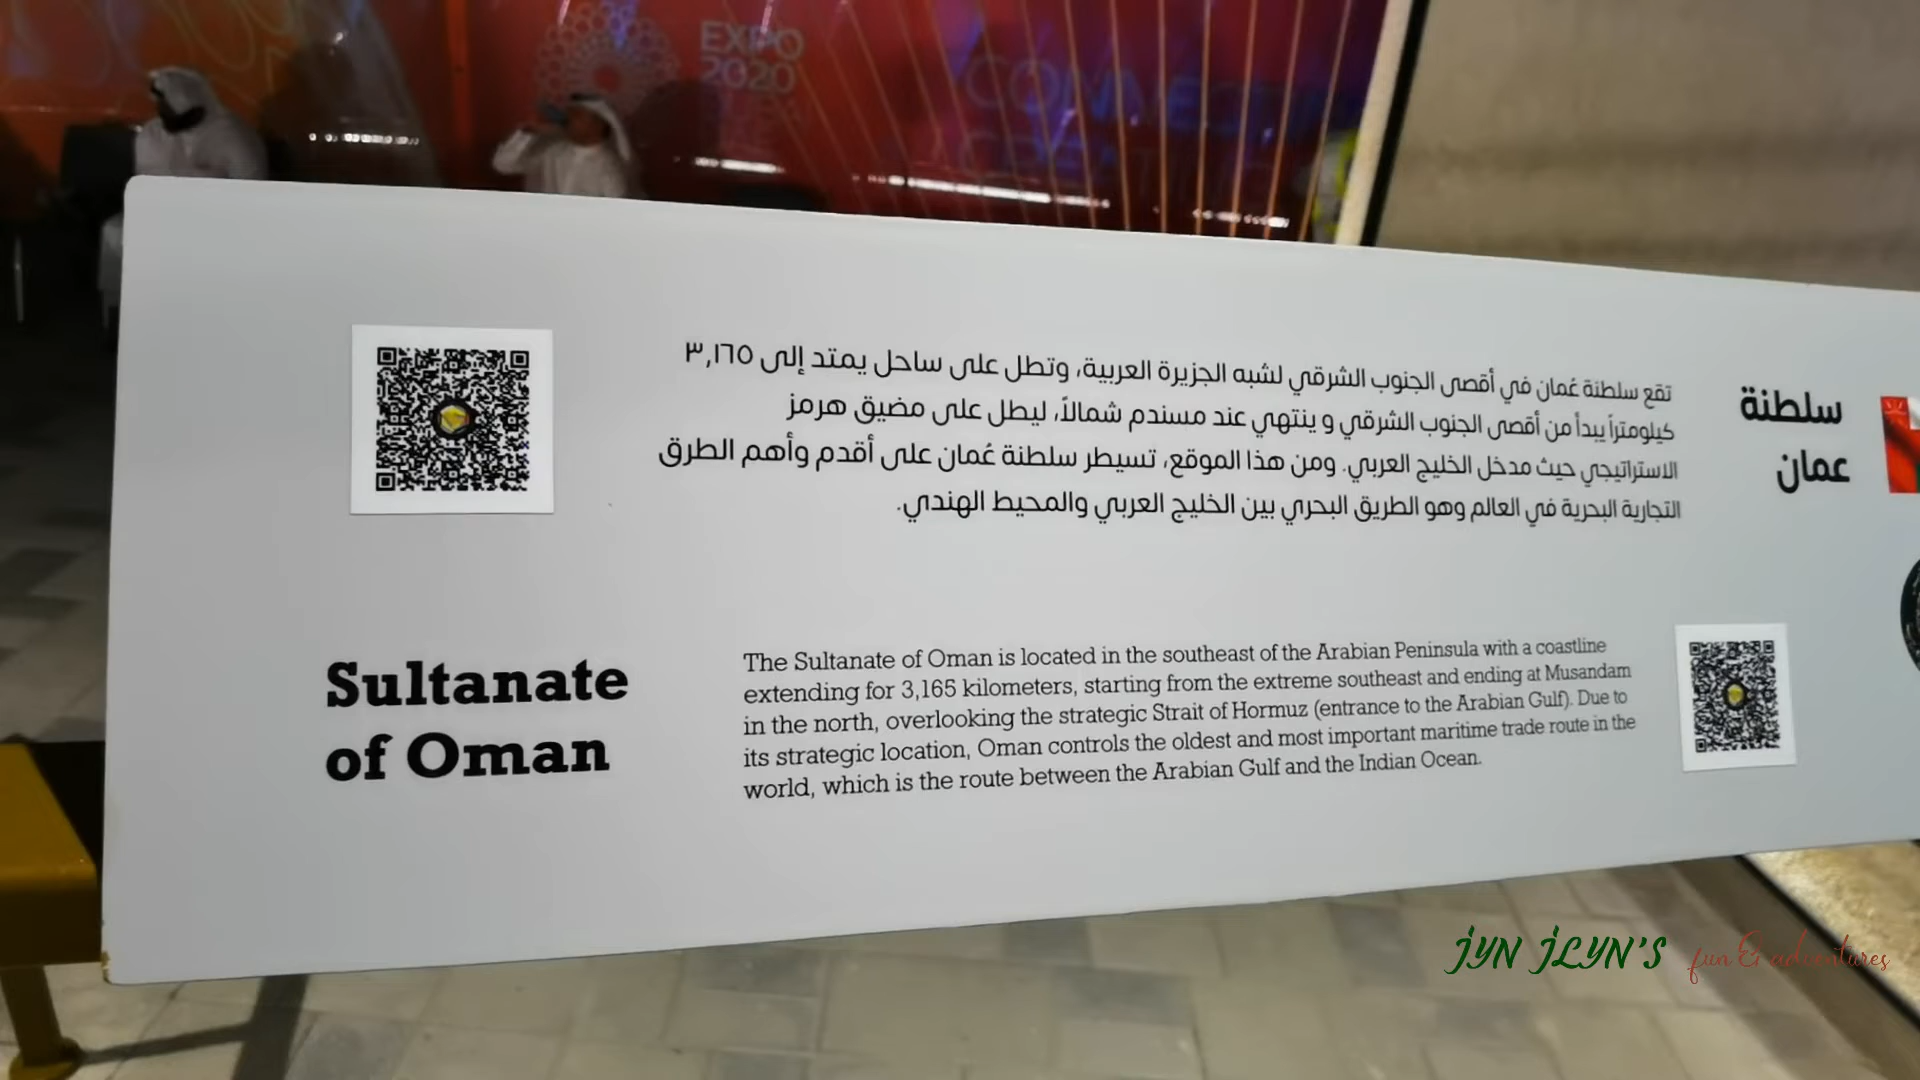 EXPO
2020
تقع سلطنة عُمان في أقصى الجنوب الشرقي لشبه الجزيرة العربية، وتطل على ساحل يمتد إلى ٣,١٦٥
كيلومتراً يبدأ من أقصى الجنوب الشرقي و ينتهي عند مسندم شمالاً، ليطل على مضيق هرمز
الاستراتيجي حيث مدخل الخليج العربي. ومن هذا الموقع، تسيطر سلطنة عُمان على أقدم وأهم الطرق
التجارية البحرية في العالم وهو الطريق البحري بين الخليج العربي والمحيط الهندي.
سلطنة
عمان
Sultanate
of Oman
The Sultanate of Oman is located in the southeast of the Arabian Peninsula with a coastline
extending for 3,165 kilometers, starting from the extreme southeast and ending at Musandam
in the north, overlooking the strategic Strait of Hormuz (entrance to the Arabian Gulf). Due to
its strategic location, Oman controls the oldest and most important maritime trade route in the
world, which is the route between the Arabian Gulf and the Indian Ocean.
JYN JLYN'S fun & adventures